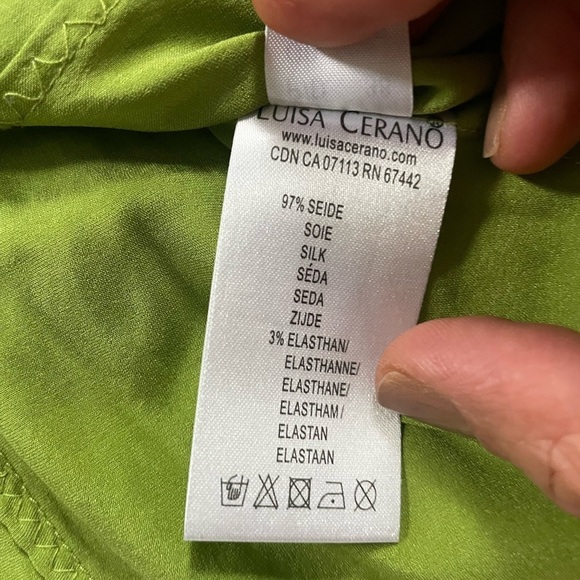 LUISA CERANO®
www.luisacerano.com
CDN CA 07113 RN 67442
97% SEIDE
SOIE
SILK
SÉDA
SEDA
ZIJDE
3% ELASTHAN/
ELASTHANNE/
ELASTHANE/
ELASTHAM /
ELASTAN
ELASTAAN